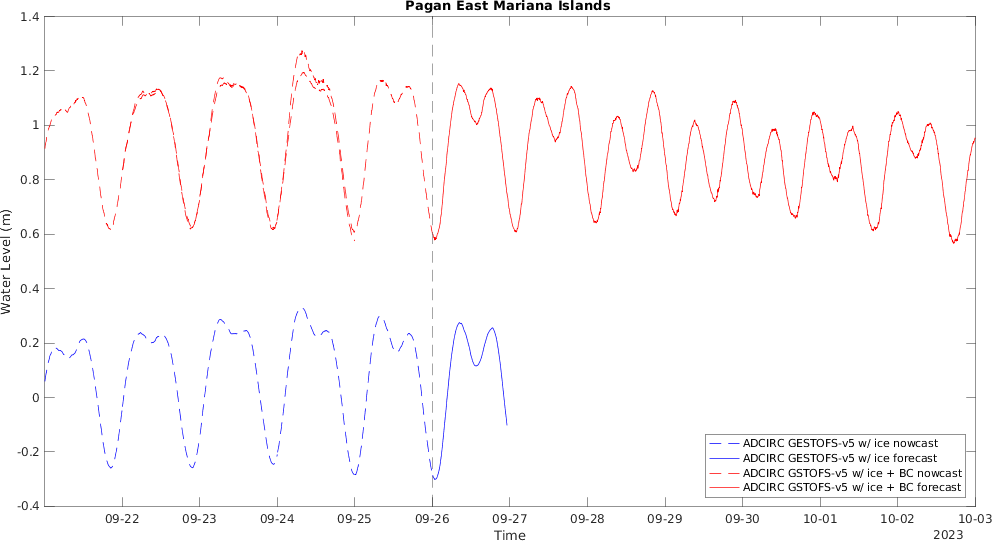 Pagan East Mariana Islands
1.4
1.2
1
0.8
0.6
0.4
0.2
0
-0.2
-0.4
Water Level (m)
ADCIRC GESTOFS-v5 w/ ice nowcast
ADCIRC GESTOFS-v5 w/ ice forecast
ADCIRC GSTOFS-v5 w/ ice + BC nowcast
ADCIRC GSTOFS-v5 w/ ice + BC forecast
09-22 09-23 09-24 09-25 09-26 09-27 09-28 09-29 09-30 10-01 10-02 10-03
Time
2023